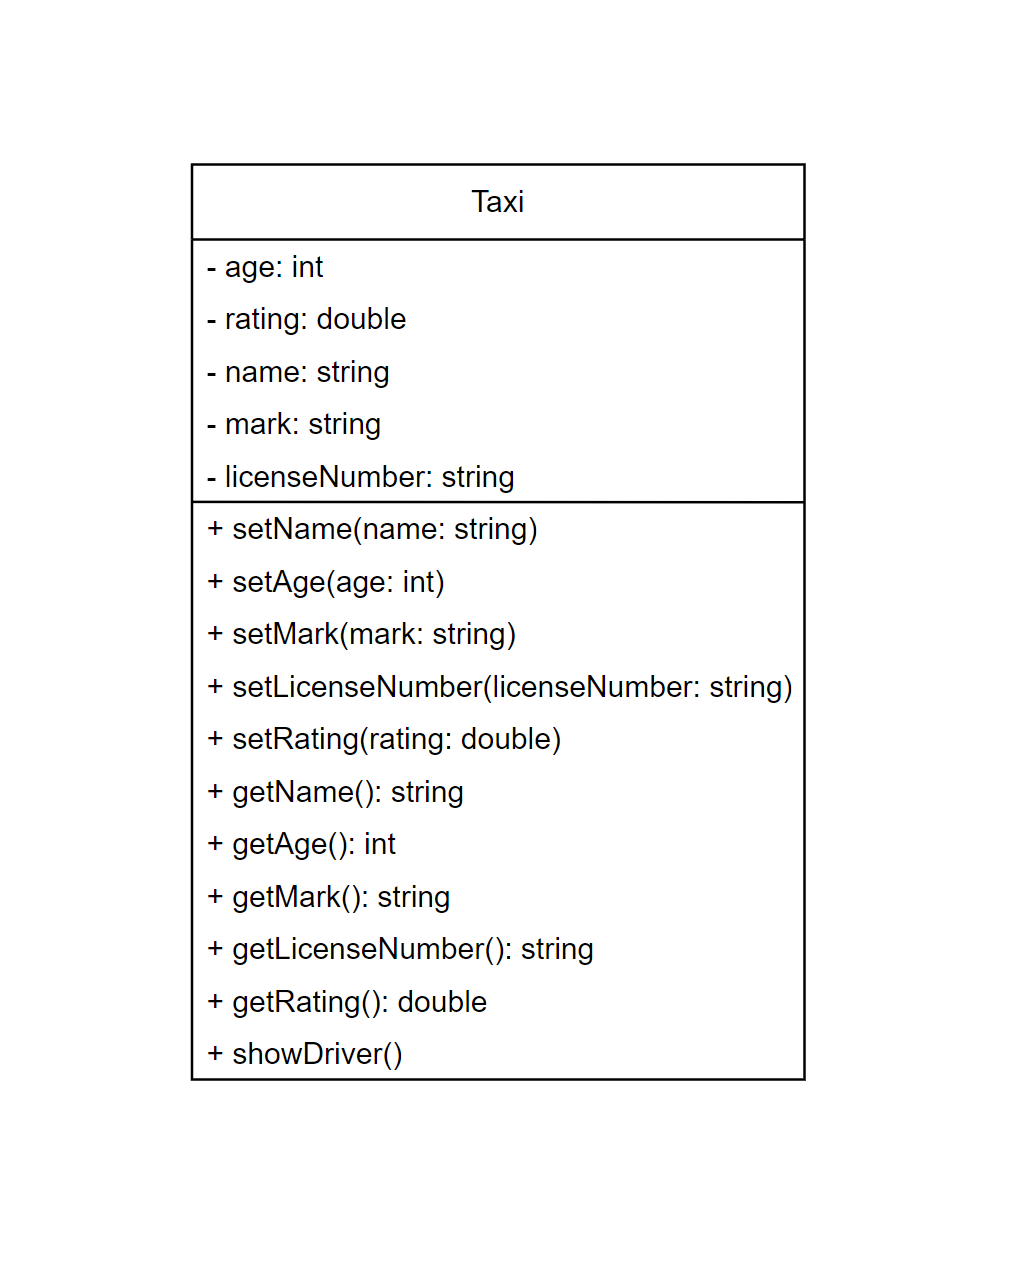 Taxi
- age: int
- rating: double
- name: string
- mark: string
- licenseNumber: string
+ setName(name: string)
+ setAge(age: int)
+ setMark(mark: string)
+ setLicenseNumber(licenseNumber: string)
+ setRating(rating: double)
+ getName(): string
+ getAge(): int
+ getMark(): string
+ getLicenseNumber(): string
+ getRating(): double
+ showDriver()